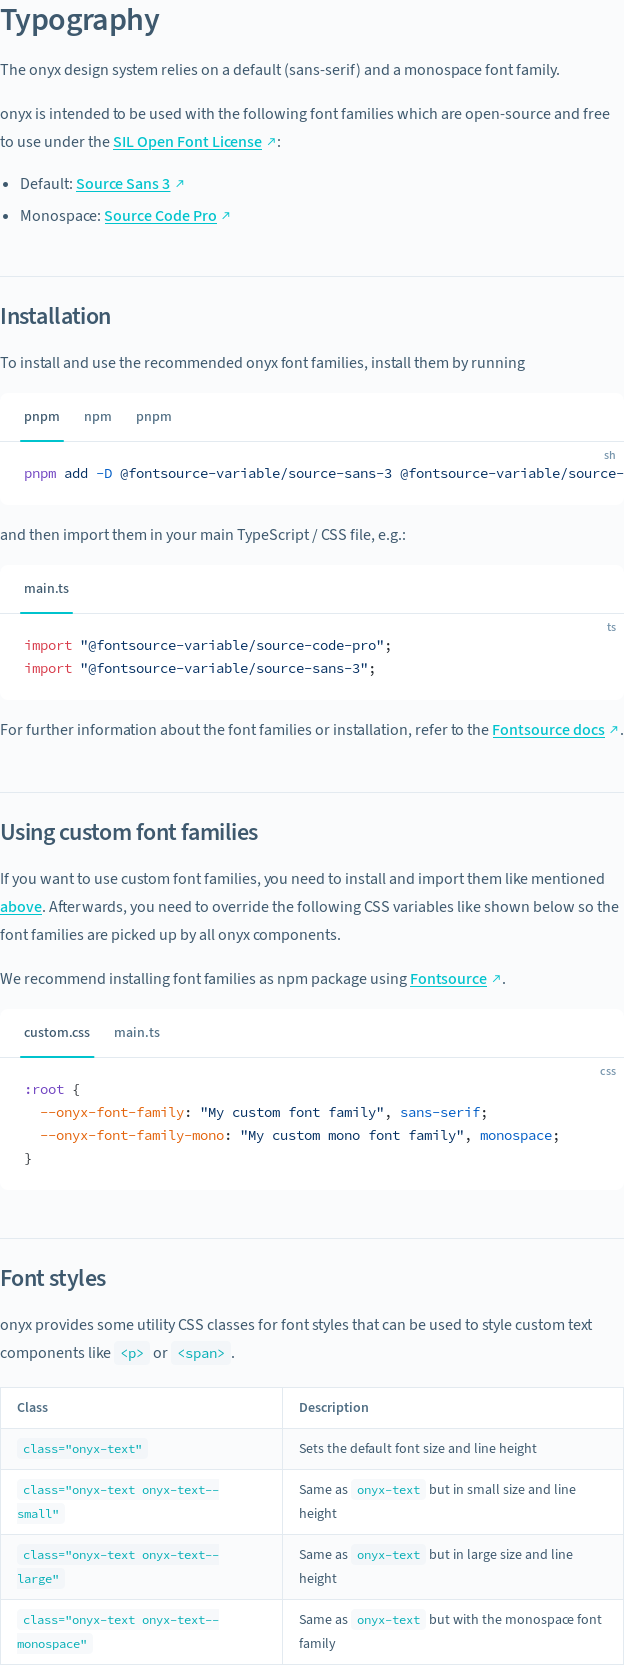 Typography
The onyx design system relies on a default (sans-serif) and a monospace font family.
onyx is intended to be used with the following font families which are open-source and free
to use under the SIL Open Font License ↗:
• Default: Source Sans 3 ↗
• Monospace: Source Code Pro ↗
Installation
To install and use the recommended onyx font families, install them by running
pnpm npm pnpm
sh
pnpm add -D @fontsource-variable/source-sans-3 @fontsource-variable/source-
and then import them in your main TypeScript / CSS file, e.g.:
main.ts
ts
import "@fontsource-variable/source-code-pro";
import "@fontsource-variable/source-sans-3";
For further information about the font families or installation, refer to the Fontsource docs ↗.
Using custom font families
If you want to use custom font families, you need to install and import them like mentioned
above. Afterwards, you need to override the following CSS variables like shown below so the
font families are picked up by all onyx components.
We recommend installing font families as npm package using Fontsource ↗.
custom.css main.ts
css
:root {
  --onyx-font-family: "My custom font family", sans-serif;
  --onyx-font-family-mono: "My custom mono font family", monospace;
}
Font styles
onyx provides some utility CSS classes for font styles that can be used to style custom text
components like <p> or <span>.
Class Description
class="onyx-text" Sets the default font size and line height
class="onyx-text onyx-text--
small"
Same as onyx-text but in small size and line
height
class="onyx-text onyx-text--
large"
Same as onyx-text but in large size and line
height
class="onyx-text onyx-text--
monospace"
Same as onyx-text but with the monospace font
family